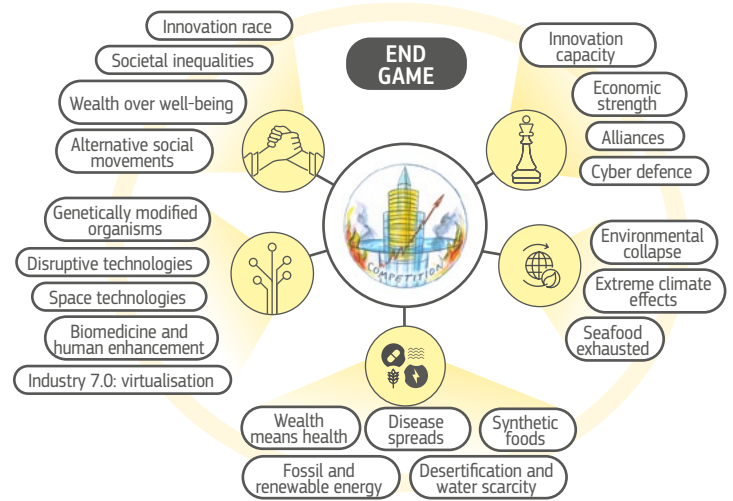 END
GAME
Innovation race
Societal inequalities
Wealth over well-being
Alternative social
movements
Innovation
capacity
Economic
strength
Alliances
Cyber defence
COMPETITION
Genetically modified
organisms
Disruptive technologies
Space technologies
Biomedicine and
human enhancement
Industry 7.0: virtualisation
Environmental
collapse
Extreme climate
effects
Seafood
exhausted
Wealth
means health
Disease
spreads
Synthetic
foods
Fossil and
renewable energy
Desertification and
water scarcity